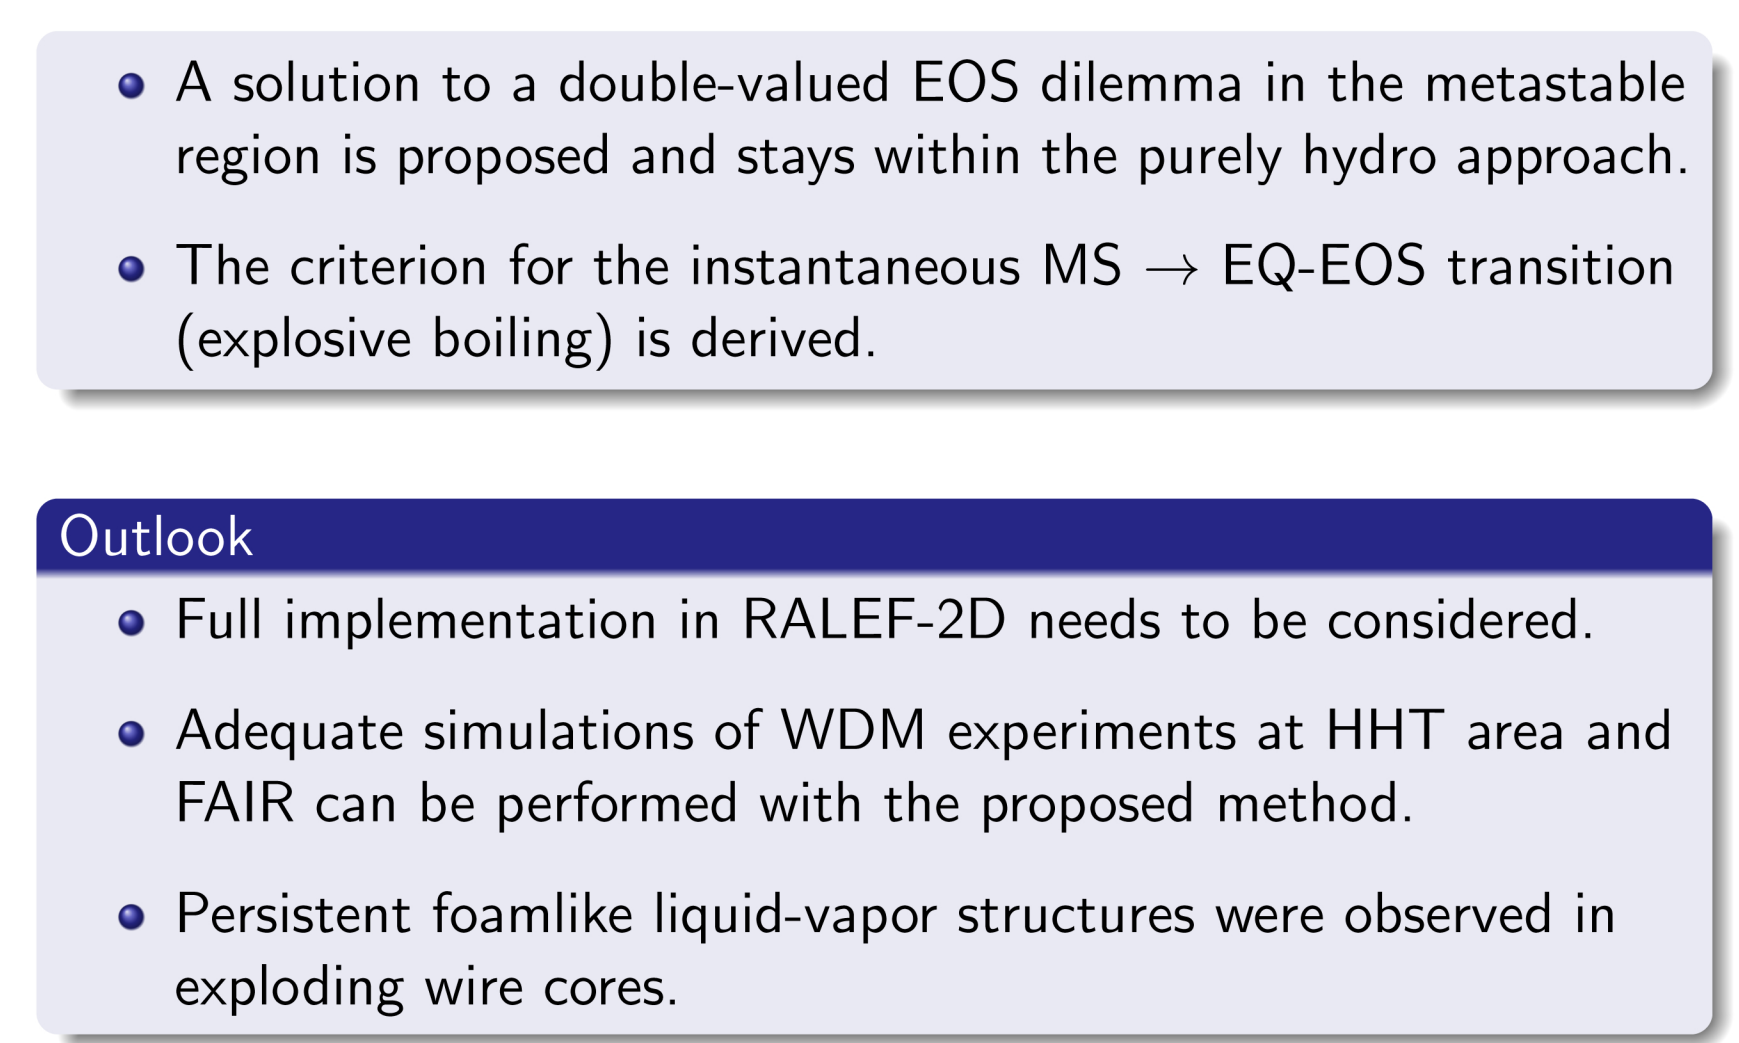 A solution to a double-valued EOS dilemma in the metastable
region is proposed and stays within the purely hydro approach.
The criterion for the instantaneous MS → EQ-EOS transition
(explosive boiling) is derived.
Outlook
Full implementation in RALEF-2D needs to be considered.
Adequate simulations of WDM experiments at HHT area and
FAIR can be performed with the proposed method.
Persistent foamlike liquid-vapor structures were observed in
exploding wire cores.